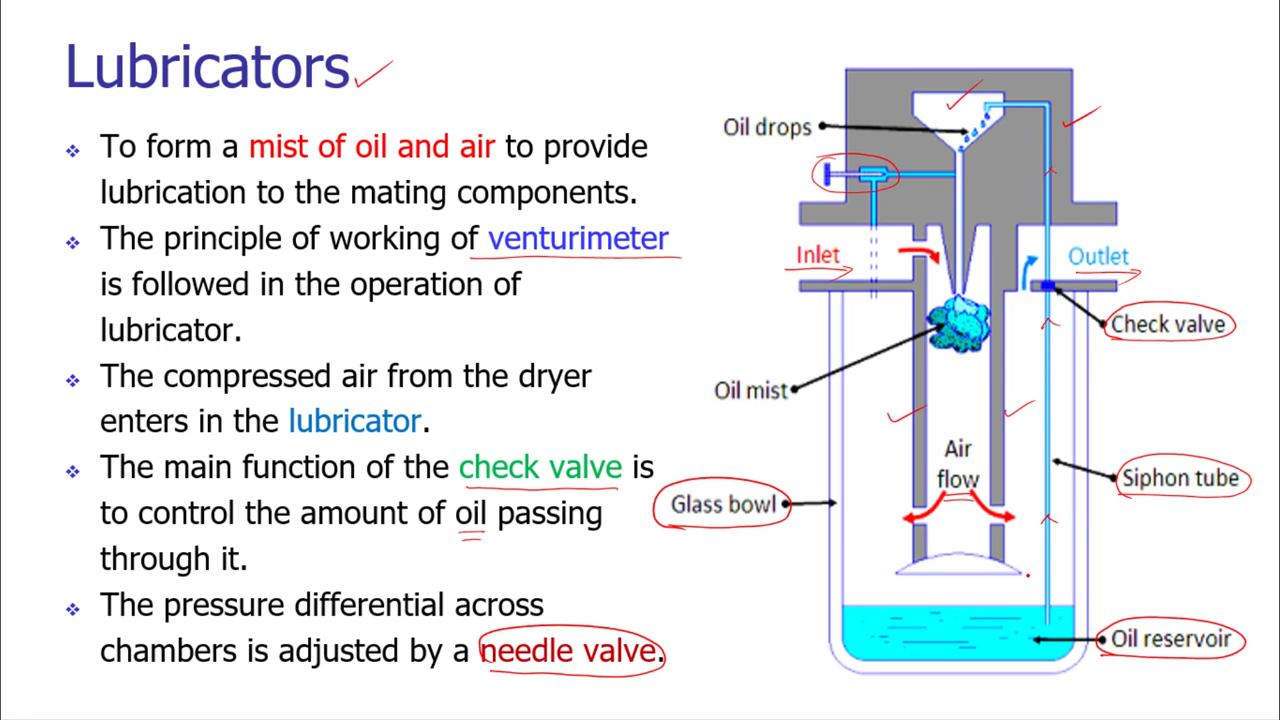 Lubricators
❖ To form a mist of oil and air to provide
lubrication to the mating components.
❖ The principle of working of venturimeter
is followed in the operation of
lubricator.
❖ The compressed air from the dryer
enters in the lubricator.
❖ The main function of the check valve is
to control the amount of oil passing
through it.
❖ The pressure differential across
chambers is adjusted by a needle valve.
Oil drops
Inlet
Outlet
Check valve
Oil mist
Air
flow
Siphon tube
Glass bowl
Oil reservoir